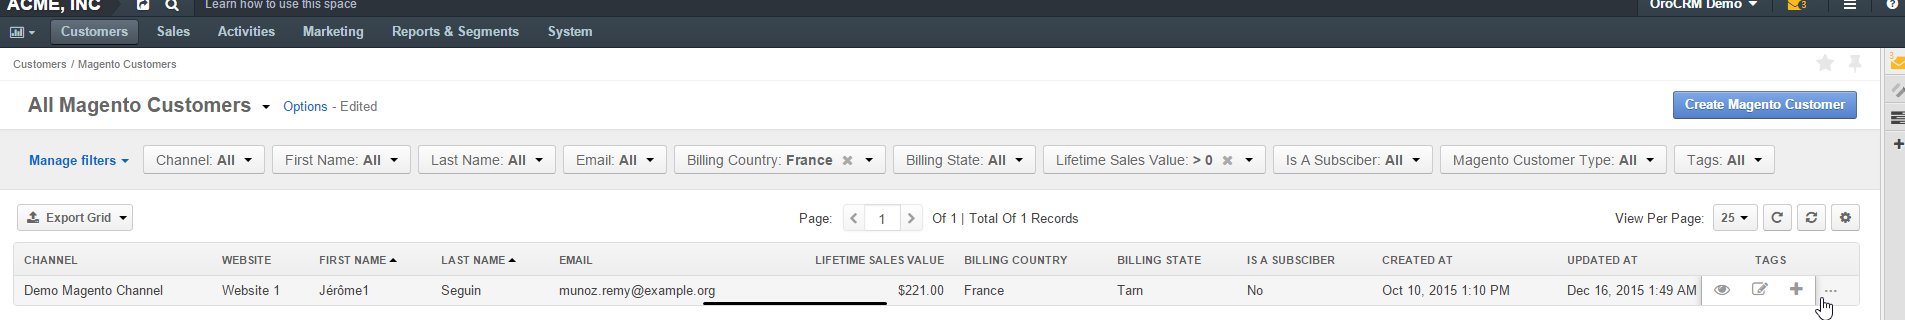 ACME, INC
Learn how to use this space
OroCRM Demo
3
Customers
Sales
Activities
Marketing
Reports & Segments
System
Customers / Magento Customers
3
All Magento Customers
Options - Edited
Create Magento Customer
Manage filters
Channel: All
First Name: All
Last Name: All
Email: All
Billing Country: France
Billing State: All
Lifetime Sales Value: > 0
Is A Subsciber: All
Magento Customer Type: All
Tags: All
Export Grid
Page: 1 Of 1 | Total Of 1 Records
View Per Page: 25
CHANNEL WEBSITE FIRST NAME LAST NAME EMAIL LIFETIME SALES VALUE BILLING COUNTRY BILLING STATE IS A SUBSCIBER CREATED AT UPDATED AT TAGS
Demo Magento Channel Website 1 Jérôme1 Seguin munoz.remy@example.org $221.00 France Tarn No Oct 10, 2015 1:10 PM Dec 16, 2015 1:49 AM ...